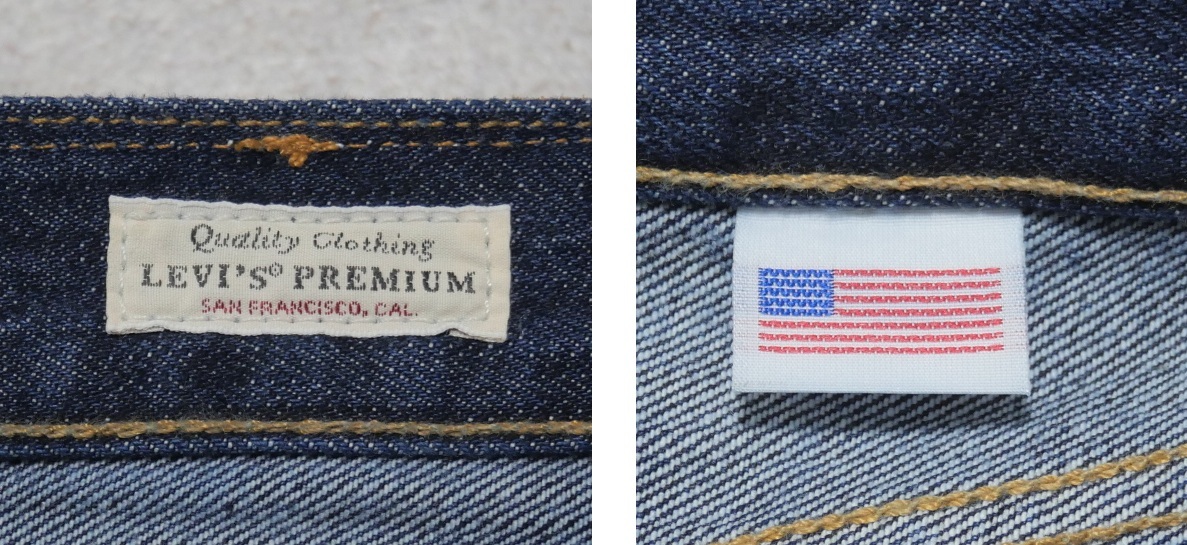 Quality Clothing
LEVI'S® PREMIUM
SAN FRANCISCO, CAL.